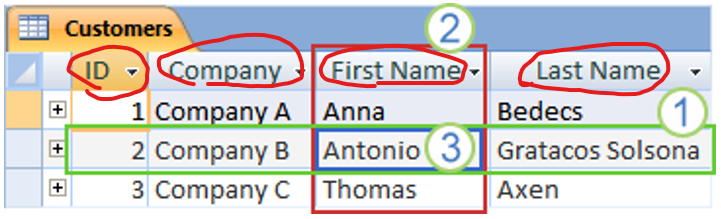 Customers
2
ID Company First Name Last Name
1 Company A Anna Bedecs
1
2 Company B Antonio 3 Gratacos Solsona
3 Company C Thomas Axen